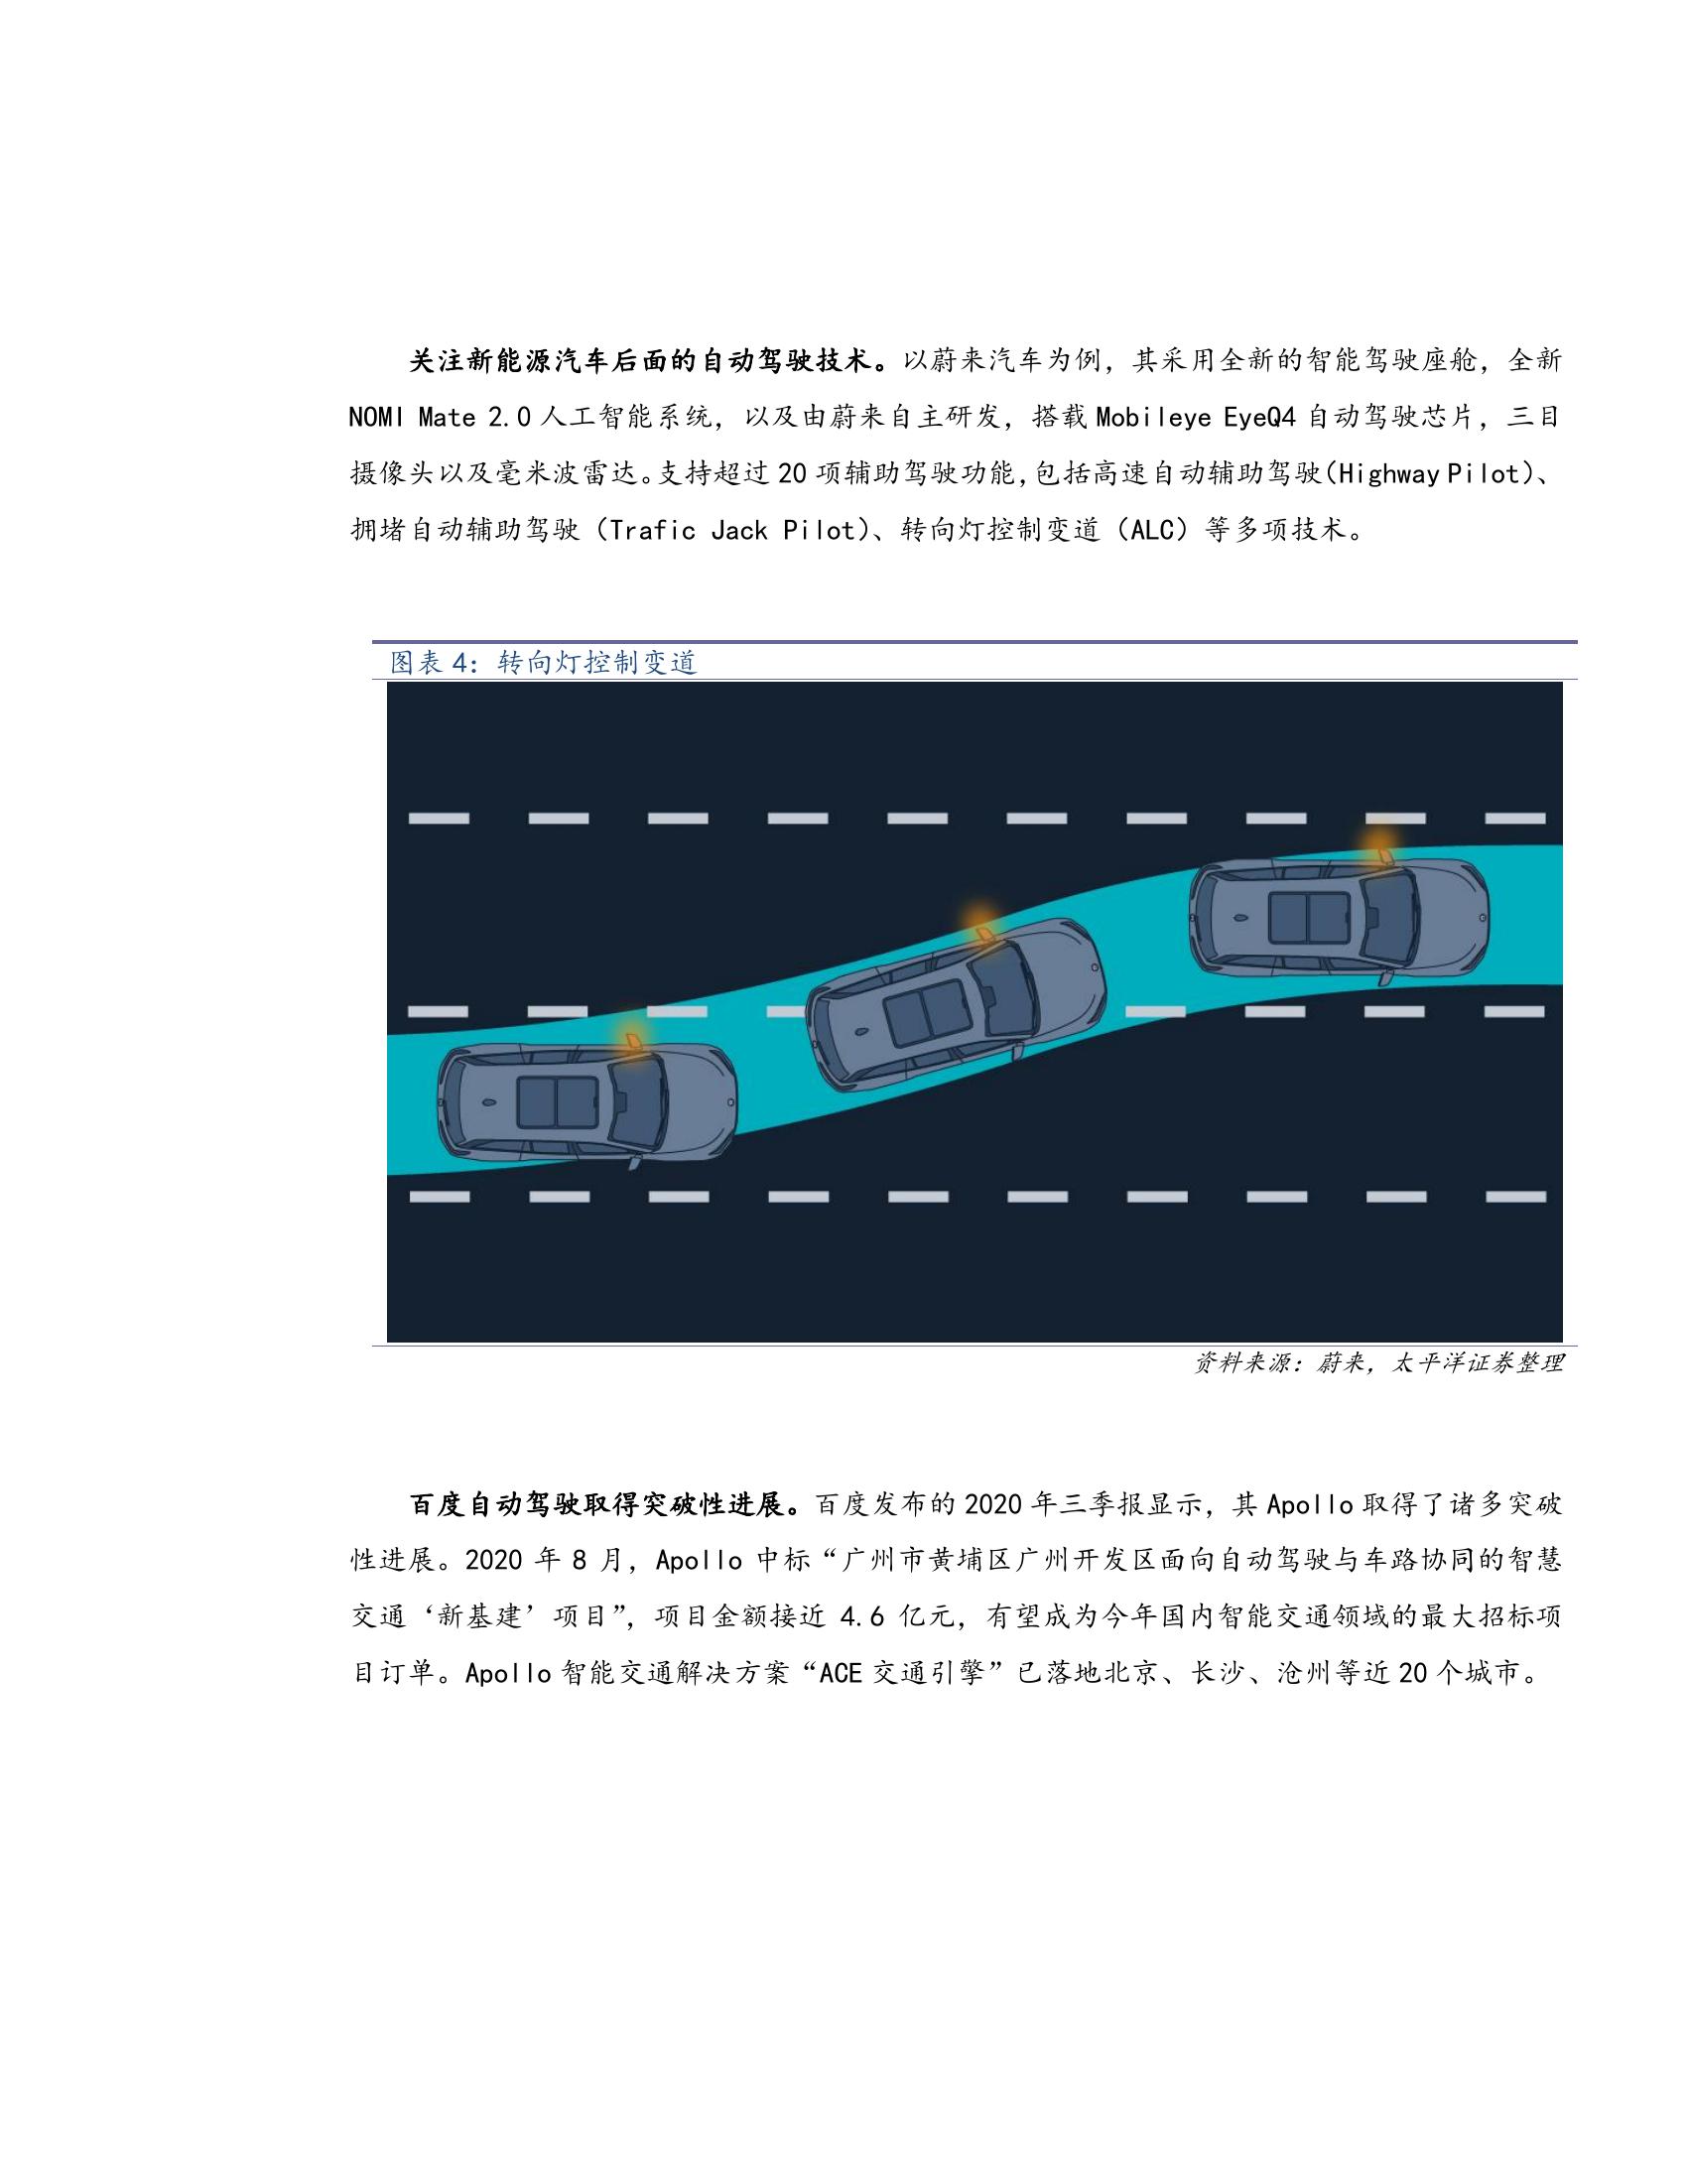 关注新能源汽车后面的自动驾驶技术。以蔚来汽车为例，其采用全新的智能驾驶座舱，全新
NOMI Mate 2.0 人工智能系统，以及由蔚来自主研发，搭载 Mobileye EyeQ4 自动驾驶芯片，三目
摄像头以及毫米波雷达。支持超过 20 项辅助驾驶功能，包括高速自动辅助驾驶（Highway Pilot）、
拥堵自动辅助驾驶（Trafic Jack Pilot）、转向灯控制变道（ALC）等多项技术。
图表 4：转向灯控制变道
资料来源：蔚来，太平洋证券整理
百度自动驾驶取得突破性进展。百度发布的 2020 年三季报显示，其 Apollo 取得了诸多突破
性进展。2020 年 8 月，Apollo 中标“广州市黄埔区广州开发区面向自动驾驶与车路协同的智慧
交通‘新基建’项目”，项目金额接近 4.6 亿元，有望成为今年国内智能交通领域的最大招标项
目订单。Apollo 智能交通解决方案“ACE 交通引擎”已落地北京、长沙、沧州等近 20 个城市。